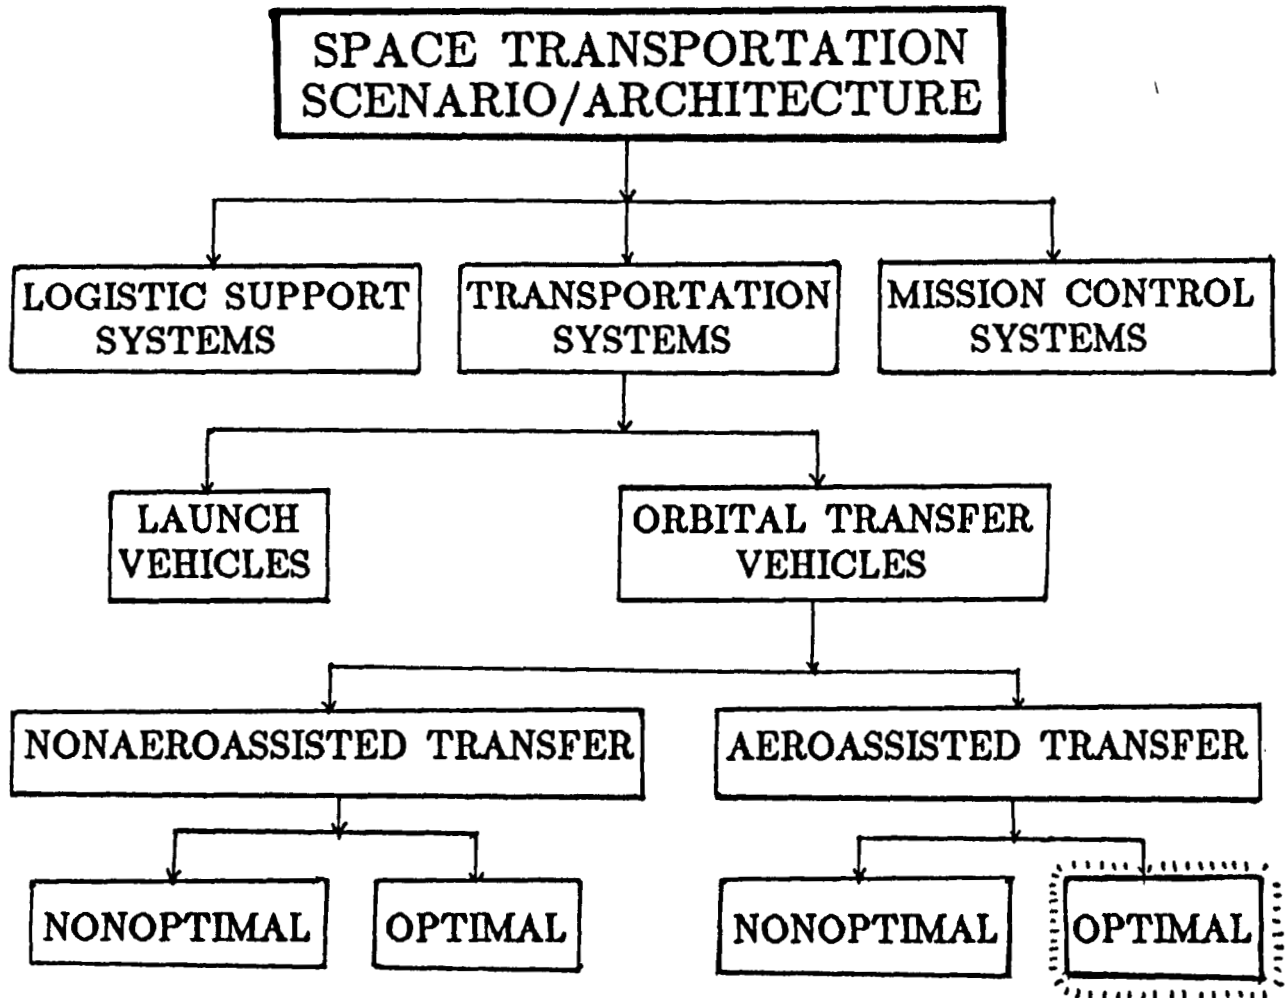 SPACE TRANSPORTATION
SCENARIO/ARCHITECTURE
LOGISTIC SUPPORT
SYSTEMS
TRANSPORTATION
SYSTEMS
MISSION CONTROL
SYSTEMS
LAUNCH
VEHICLES
ORBITAL TRANSFER
VEHICLES
NONAEROASSISTED TRANSFER
AEROASSISTED TRANSFER
NONOPTIMAL
OPTIMAL
NONOPTIMAL
OPTIMAL